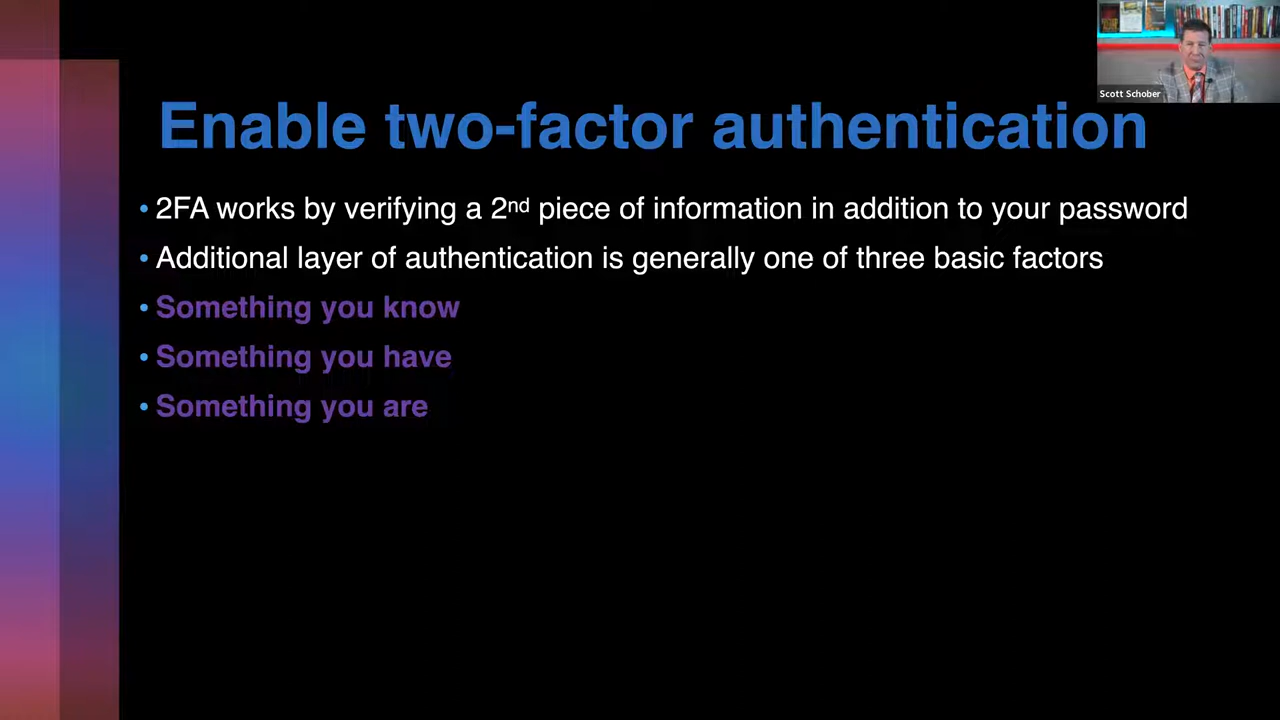 Scott Schober
Enable two-factor authentication
• 2FA works by verifying a 2nd piece of information in addition to your password
• Additional layer of authentication is generally one of three basic factors
• Something you know
• Something you have
• Something you are